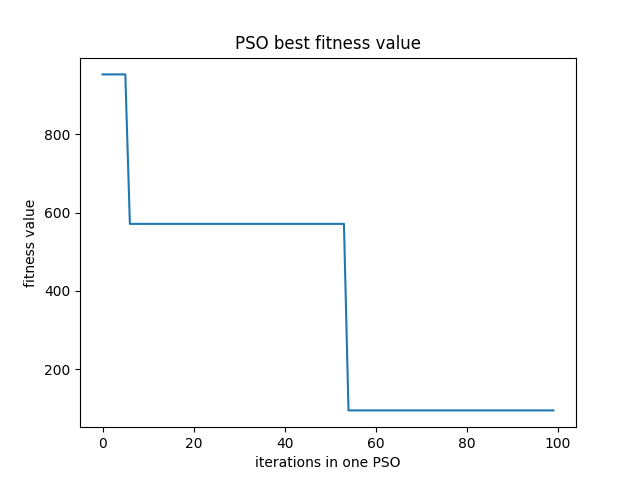 PSO best fitness value
800
600
400
200
fitness value
0 20 40 60 80 100
iterations in one PSO